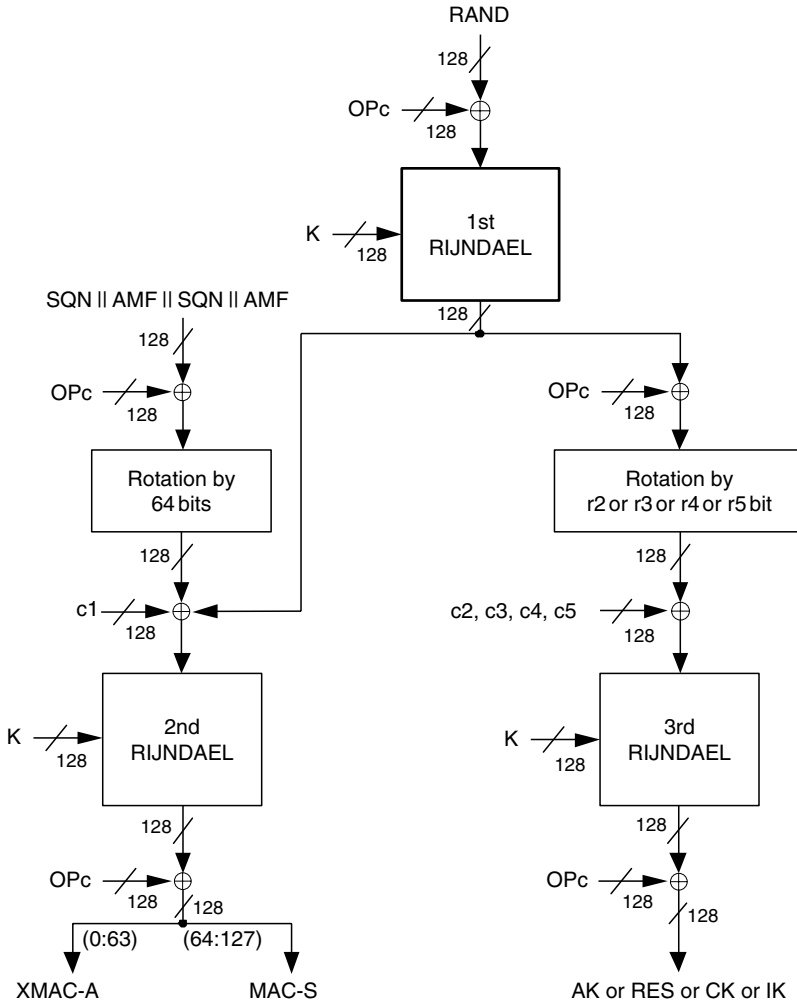 RAND
128
OPc
128
1st
RIJNDAEL
K
128
128
SQN || AMF || SQN || AMF
128
OPc
128
OPc
128
Rotation by
64 bits
Rotation by
r2 or r3 or r4 or r5 bit
128
128
c1
128
c2, c3, c4, c5
128
2nd
RIJNDAEL
K
128
3rd
RIJNDAEL
K
128
128
128
OPc
128
OPc
128
128
128
(0:63)
(64:127)
XMAC-A
MAC-S
AK or RES or CK or IK